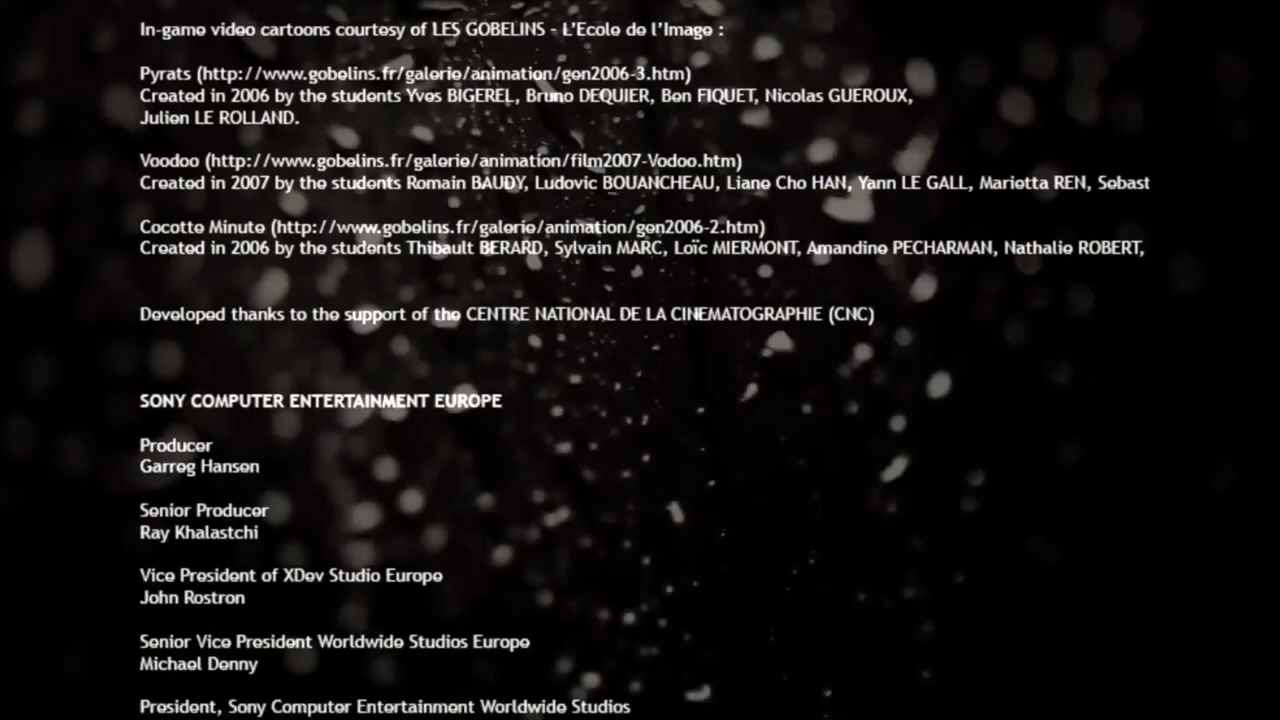 In-game video cartoons courtesy of LES GOBELINS - L'Ecole de l'Image :
Pyrats (http://www.gobelins.fr/galerie/animation/gen2006-3.htm)
Created in 2006 by the students Yves BIGEREL, Bruno DEQUIER, Ben FIQUET, Nicolas GUEROUX,
Julien LE ROLLAND.
Voodoo (http://www.gobelins.fr/galerie/animation/film2007-Vodoo.htm)
Created in 2007 by the students Romain BAUDY, Ludovic BOUANCHEAU, Liane Cho HAN, Yann LE GALL, Marietta REN, Sebast
Cocotte Minute (http://www.gobelins.fr/galerie/animation/gen2006-2.htm)
Created in 2006 by the students Thibault BERARD, Sylvain MARC, Loïc MIERMONT, Amandine PECHARMAN, Nathalie ROBERT,
Developed thanks to the support of the CENTRE NATIONAL DE LA CINEMATOGRAPHIE (CNC)
SONY COMPUTER ENTERTAINMENT EUROPE
Producer
Garreg Hansen
Senior Producer
Ray Khalastchi
Vice President of XDev Studio Europe
John Rostron
Senior Vice President Worldwide Studios Europe
Michael Denny
President, Sony Computer Entertainment Worldwide Studios